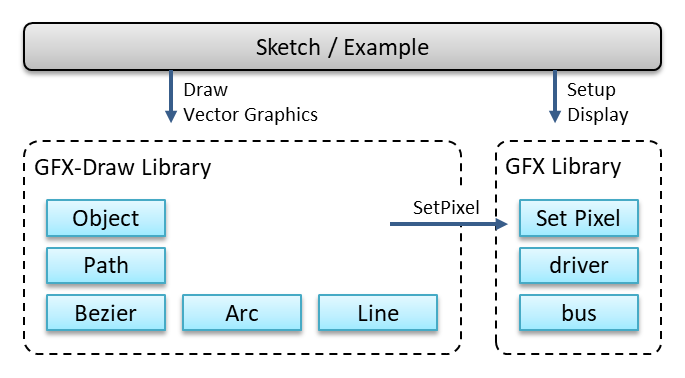 Sketch / Example
Draw
Vector Graphics
Setup
Display
GFX-Draw Library
GFX Library
SetPixel
Object
Set Pixel
Path
driver
Bezier
Arc
Line
bus